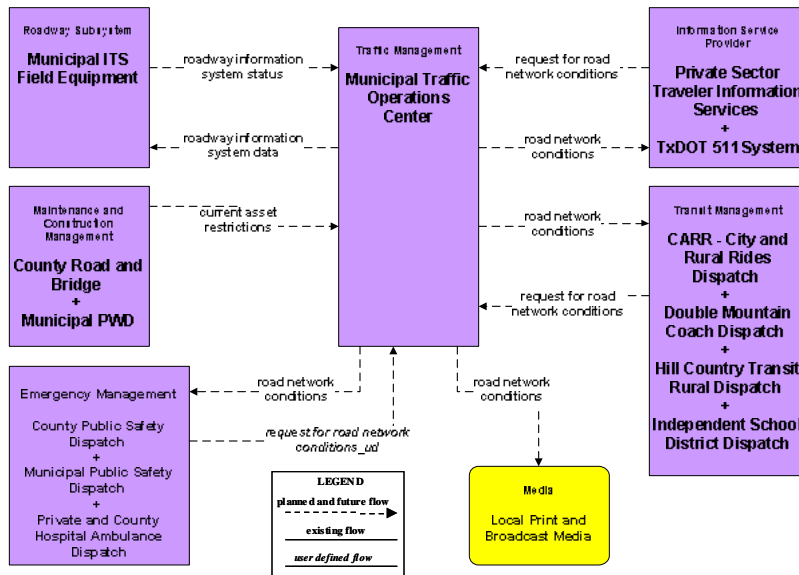 Roadway Subsystem
Municipal ITS
Field Equipment
roadway information
system status
roadway information
system data
Traffic Management
Municipal Traffic
Operations
Center
request for road
network conditions
road network
conditions
Information Service
Provider
Private Sector
Traveler Information
Services
+
TxDOT 511 System
Maintenance and
Construction
Management
County Road and
Bridge
+
Municipal PWD
current asset
restrictions
road network
conditions
request for road
network conditions
Transit Management
CARR - City and
Rural Rides
Dispatch
+
Double Mountain
Coach Dispatch
+
Hill Country Transit
Rural Dispatch
+
Independent School
District Dispatch
Emergency Management
County Public Safety
Dispatch
+
Municipal Public Safety
Dispatch
+
Private and County
Hospital Ambulance
Dispatch
road network
conditions
request for road network
conditions_ud
road network
conditions
LEGEND
planned and future flow
existing flow
user defined flow
Media
Local Print and
Broadcast Media